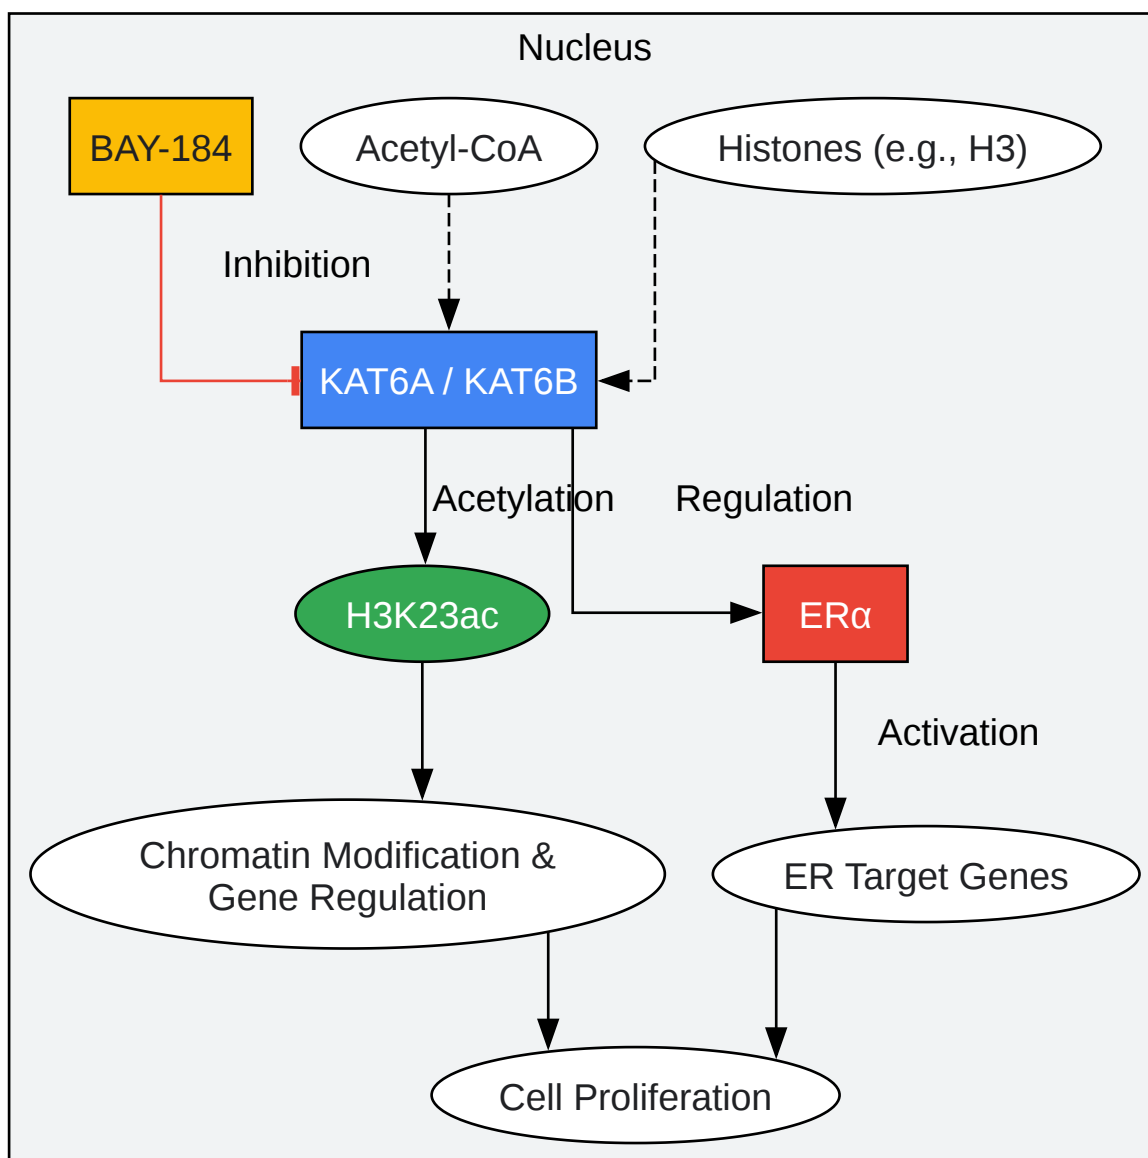 Nucleus
BAY-184
Acetyl-CoA
Histones (e.g., H3)
Inhibition
KAT6A / KAT6B
Acetylation
Regulation
H3K23ac
ERα
Activation
Chromatin Modification &
Gene Regulation
ER Target Genes
Cell Proliferation